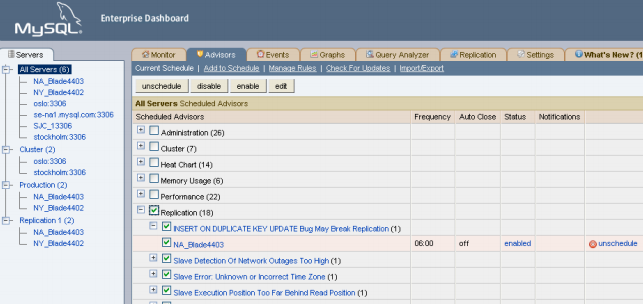 MySQL Enterprise Dashboard
Servers
All Servers (6)
NA_Blade4403
NY_Blade4402
oslo:3306
se-na1.mysql.com:3306
SJC_13306
stockholm:3306
Cluster (2)
oslo:3306
stockholm:3306
Production (2)
NA_Blade4403
NY_Blade4402
Replication 1 (2)
NA_Blade4403
NY_Blade4402
Monitor Advisors Events Graphs Query Analyzer Replication Settings What's New? (1
Current Schedule | Add to Schedule | Manage Rules | Check For Updates | Import/Export
unschedule disable enable edit
All Servers Scheduled Advisors
Scheduled Advisors Frequency Auto Close Status Notifications
Administration (26)
Cluster (7)
Heat Chart (14)
Memory Usage (6)
Performance (22)
Replication (18)
INSERT ON DUPLICATE KEY UPDATE Bug May Break Replication (1)
NA_Blade4403 06:00 off enabled unschedule
Slave Detection Of Network Outages Too High (1)
Slave Error: Unknown or Incorrect Time Zone (1)
Slave Execution Position Too Far Behind Read Position (1)